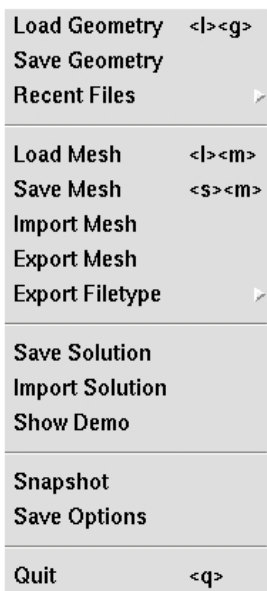 Load Geometry <l><g>
Save Geometry
Recent Files
Load Mesh <l><m>
Save Mesh <s><m>
Import Mesh
Export Mesh
Export Filetype
Save Solution
Import Solution
Show Demo
Snapshot
Save Options
Quit <q>